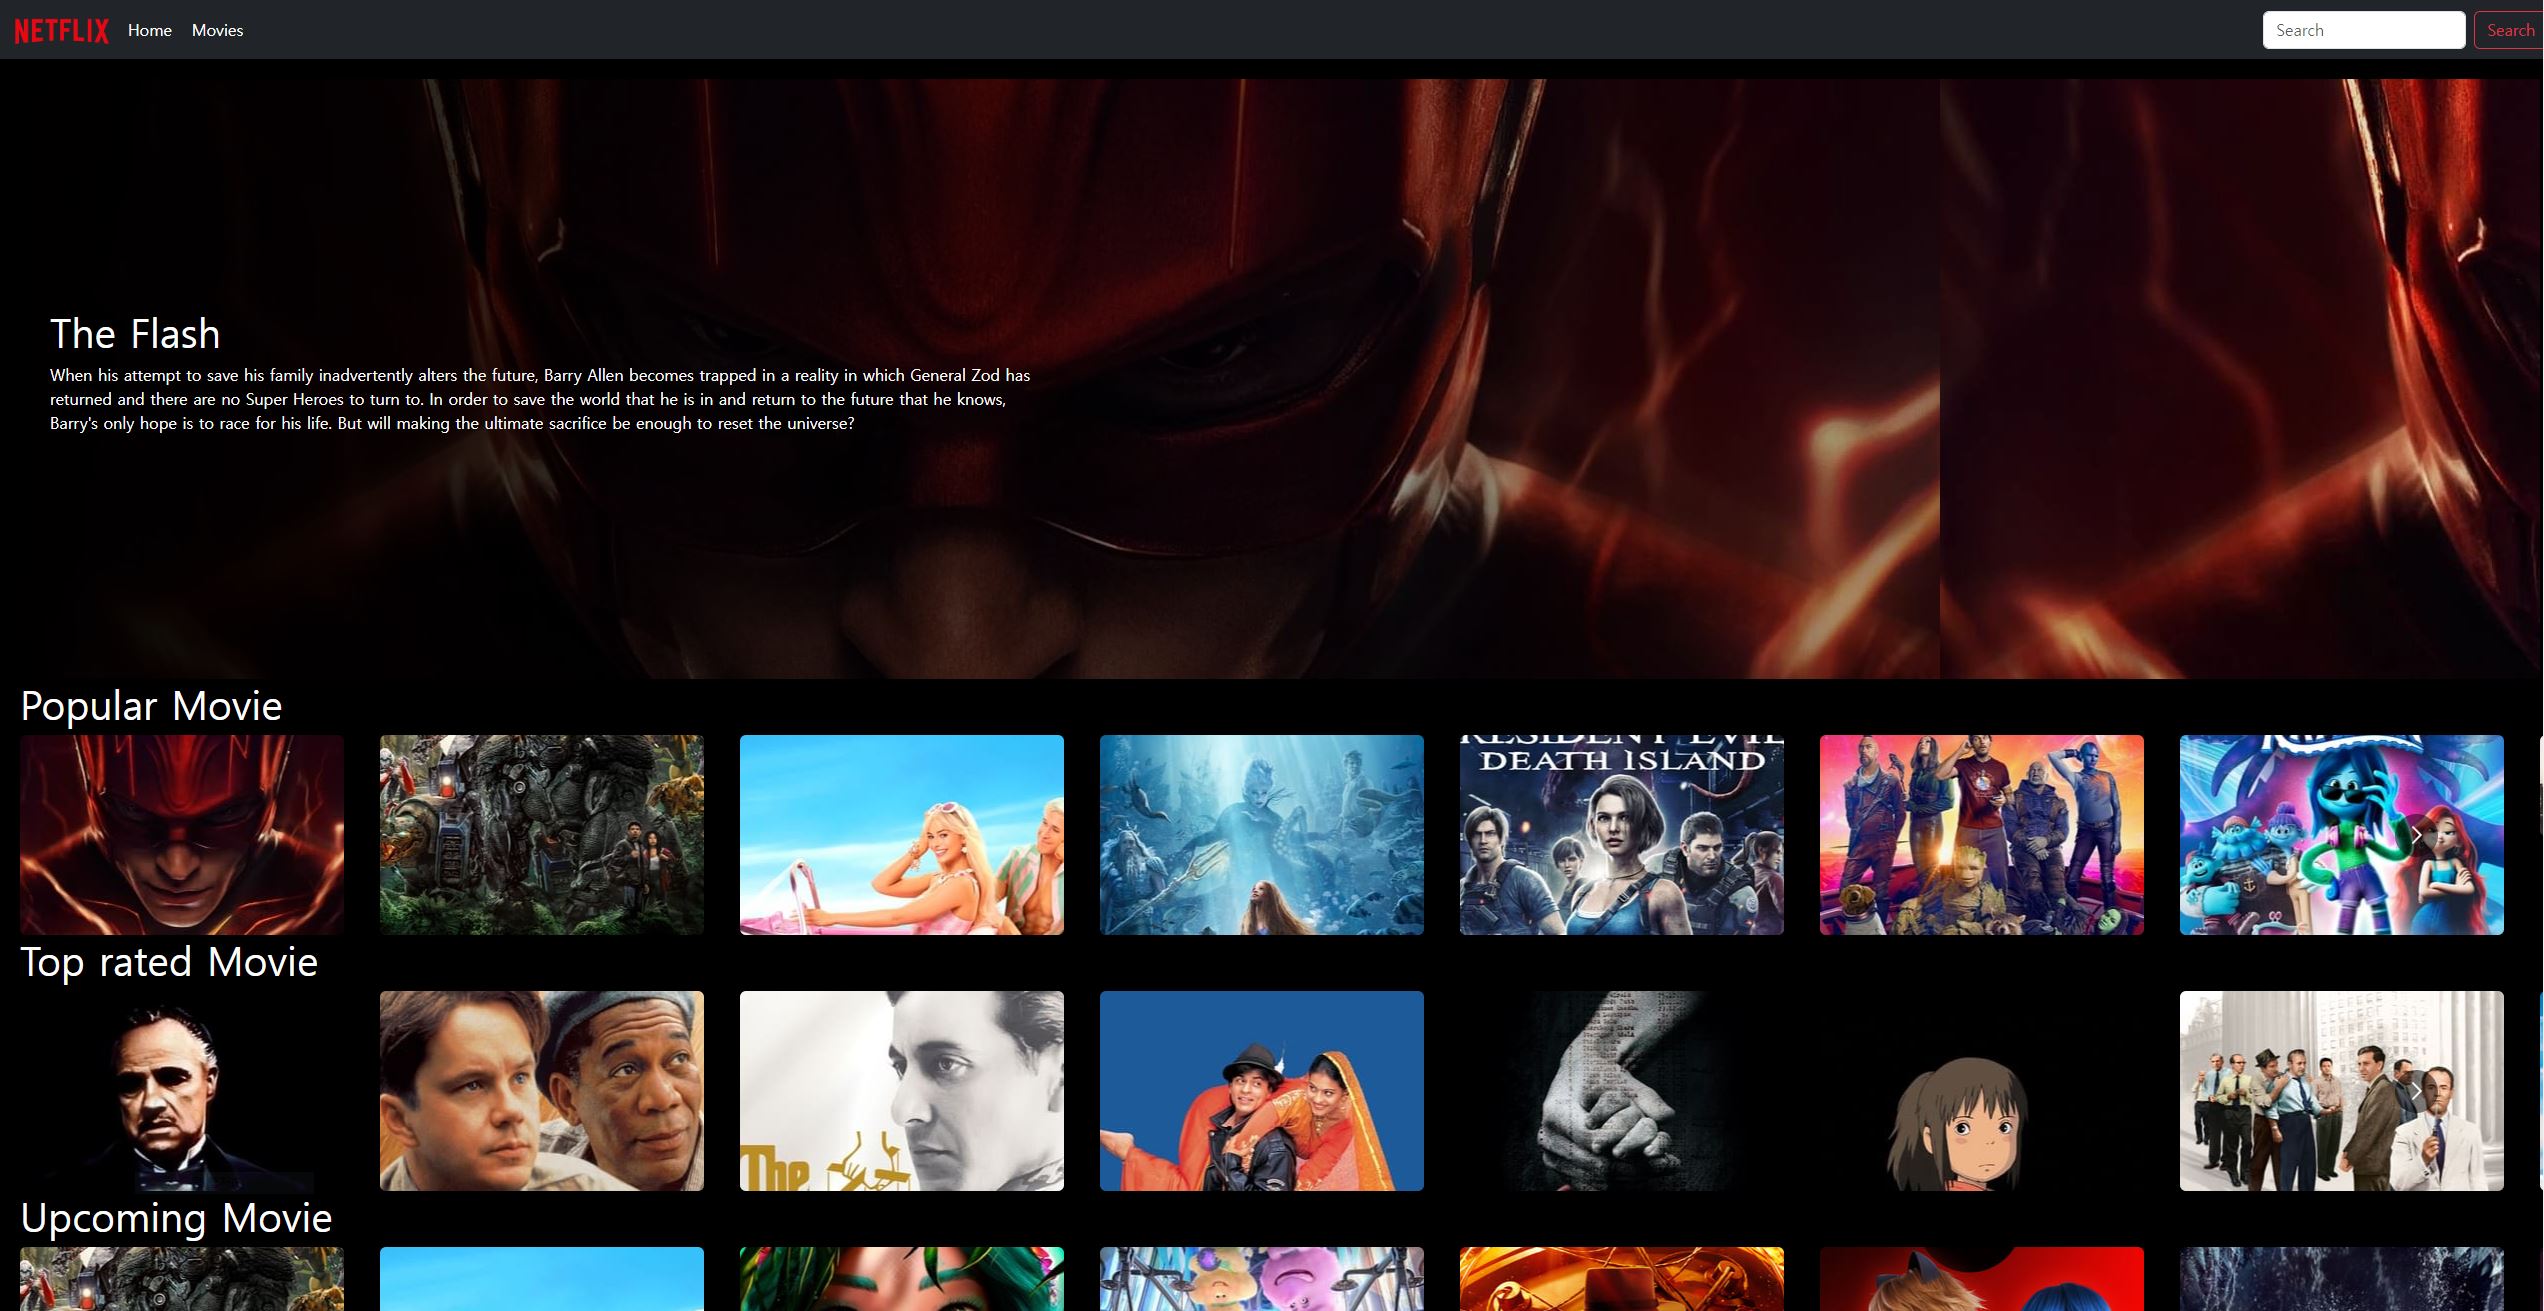 NETFLIX Home Movies Search Search
The Flash
When his attempt to save his family inadvertently alters the future, Barry Allen becomes trapped in a reality in which General Zod has
returned and there are no Super Heroes to turn to. In order to save the world that he is in and return to the future that he knows,
Barry's only hope is to race for his life. But will making the ultimate sacrifice be enough to reset the universe?
Popular Movie
RESIDENT EVIL
DEATH ISLAND
Top rated Movie
The
Upcoming Movie